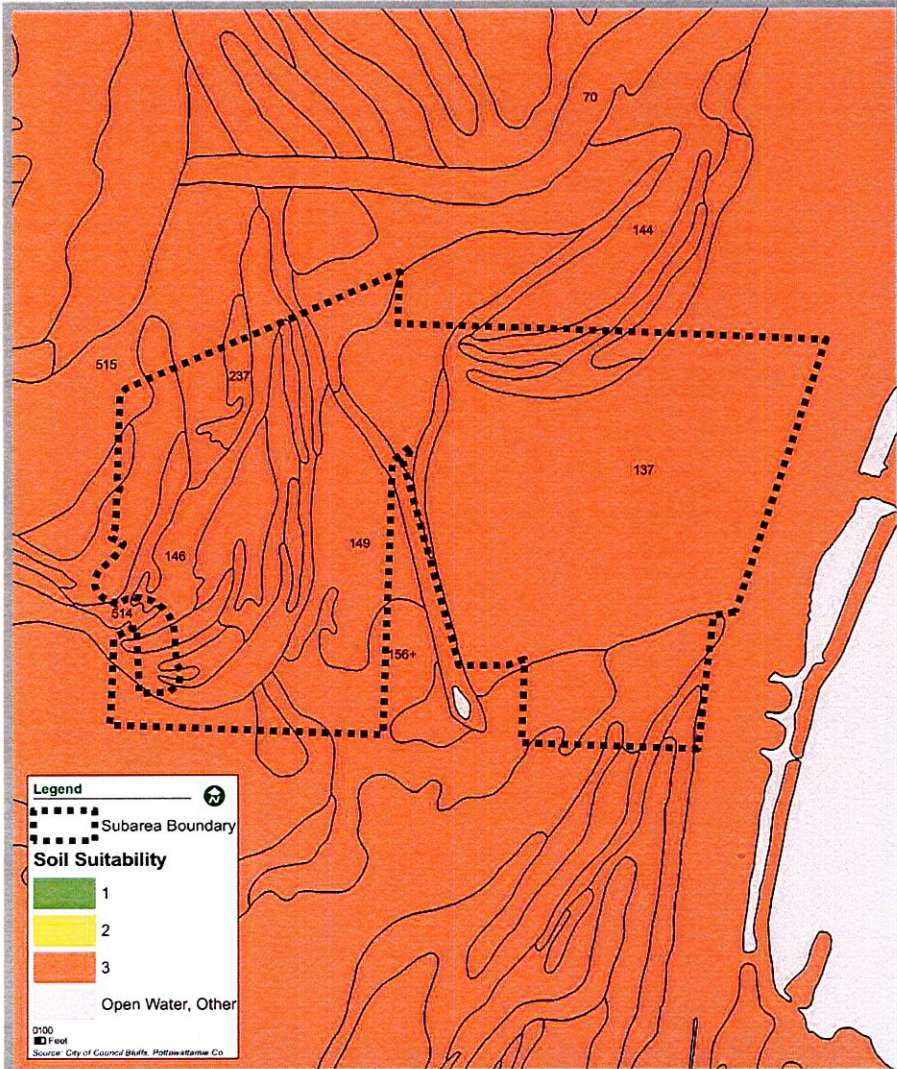 70
144
515
237
137
149
146
514
156+
Legend
N
Subarea Boundary
Soil Suitability
1
2
3
Open Water, Other
0100
Feet
Source: City of Council Bluffs, Pottawattamie Co